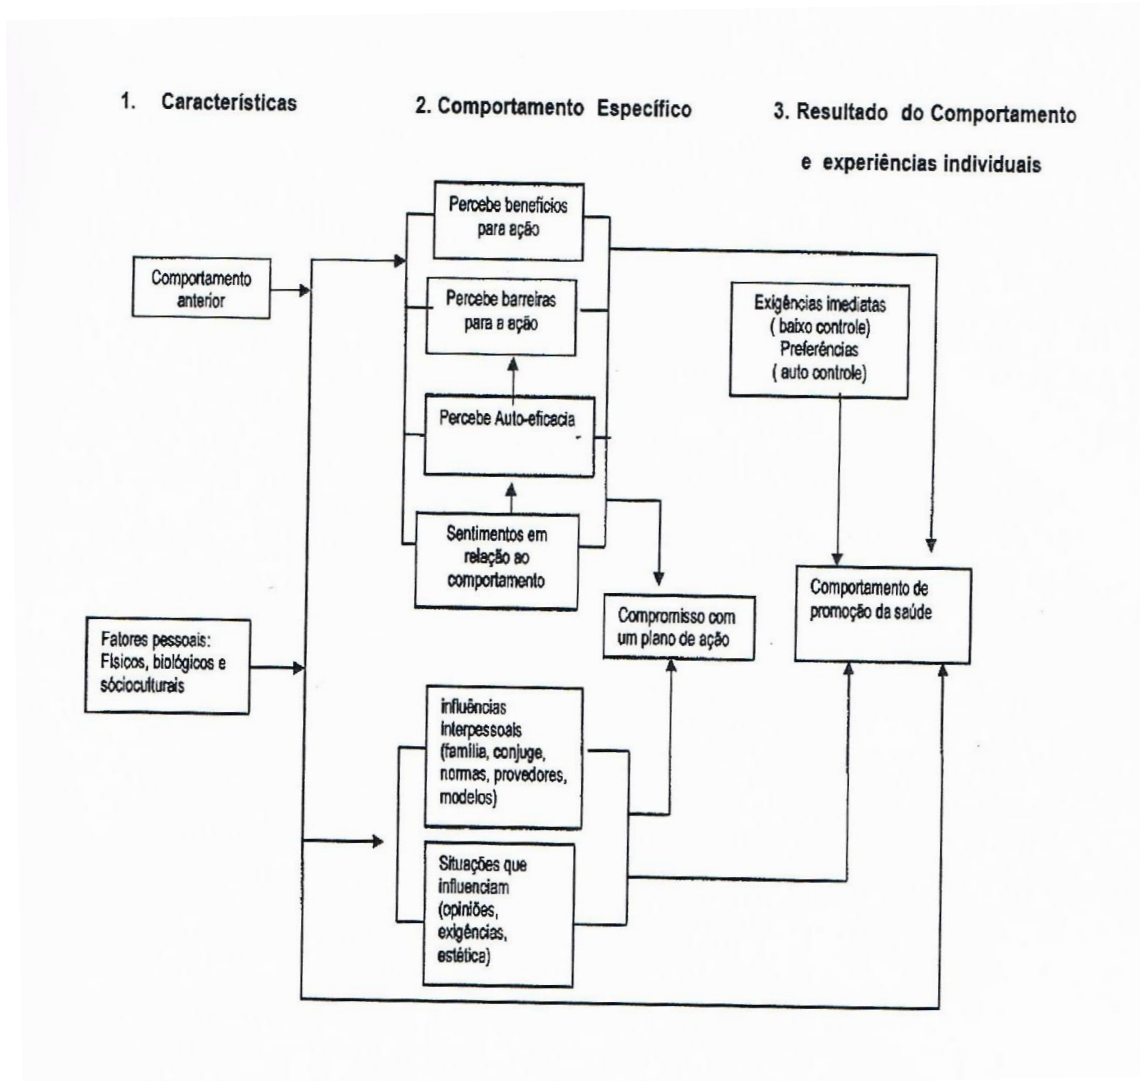 1. Características
2. Comportamento Específico
3. Resultado do Comportamento
e experiências individuais
Comportamento
anterior
Fatores pessoais:
Físicos, biológicos e
sócioculturais
Percebe benefícios
para ação
Percebe barreiras
para a ação
Percebe Auto-eficacia
Sentimentos em
relação ao
comportamento
influências
interpessoais
(família, conjuge,
normas, provedores,
modelos)
Situações que
influenciam
(opiniões,
exigências,
estética)
Compromisso com
um plano de ação
Exigências imediatas
( baixo controle)
Preferências
( auto controle)
Comportamento de
promoção da saúde